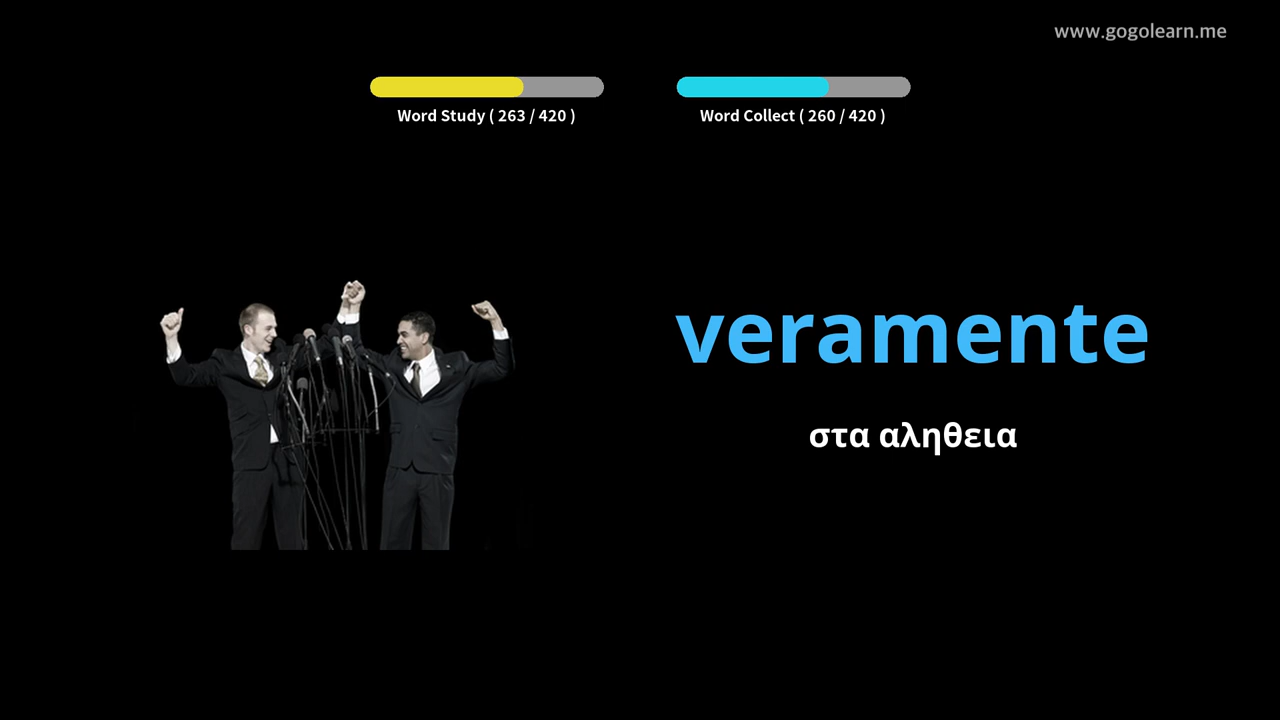 www.gogolearn.me
Word Study ( 263 / 420 )
Word Collect ( 260 / 420 )
veramente
στα αληθεια